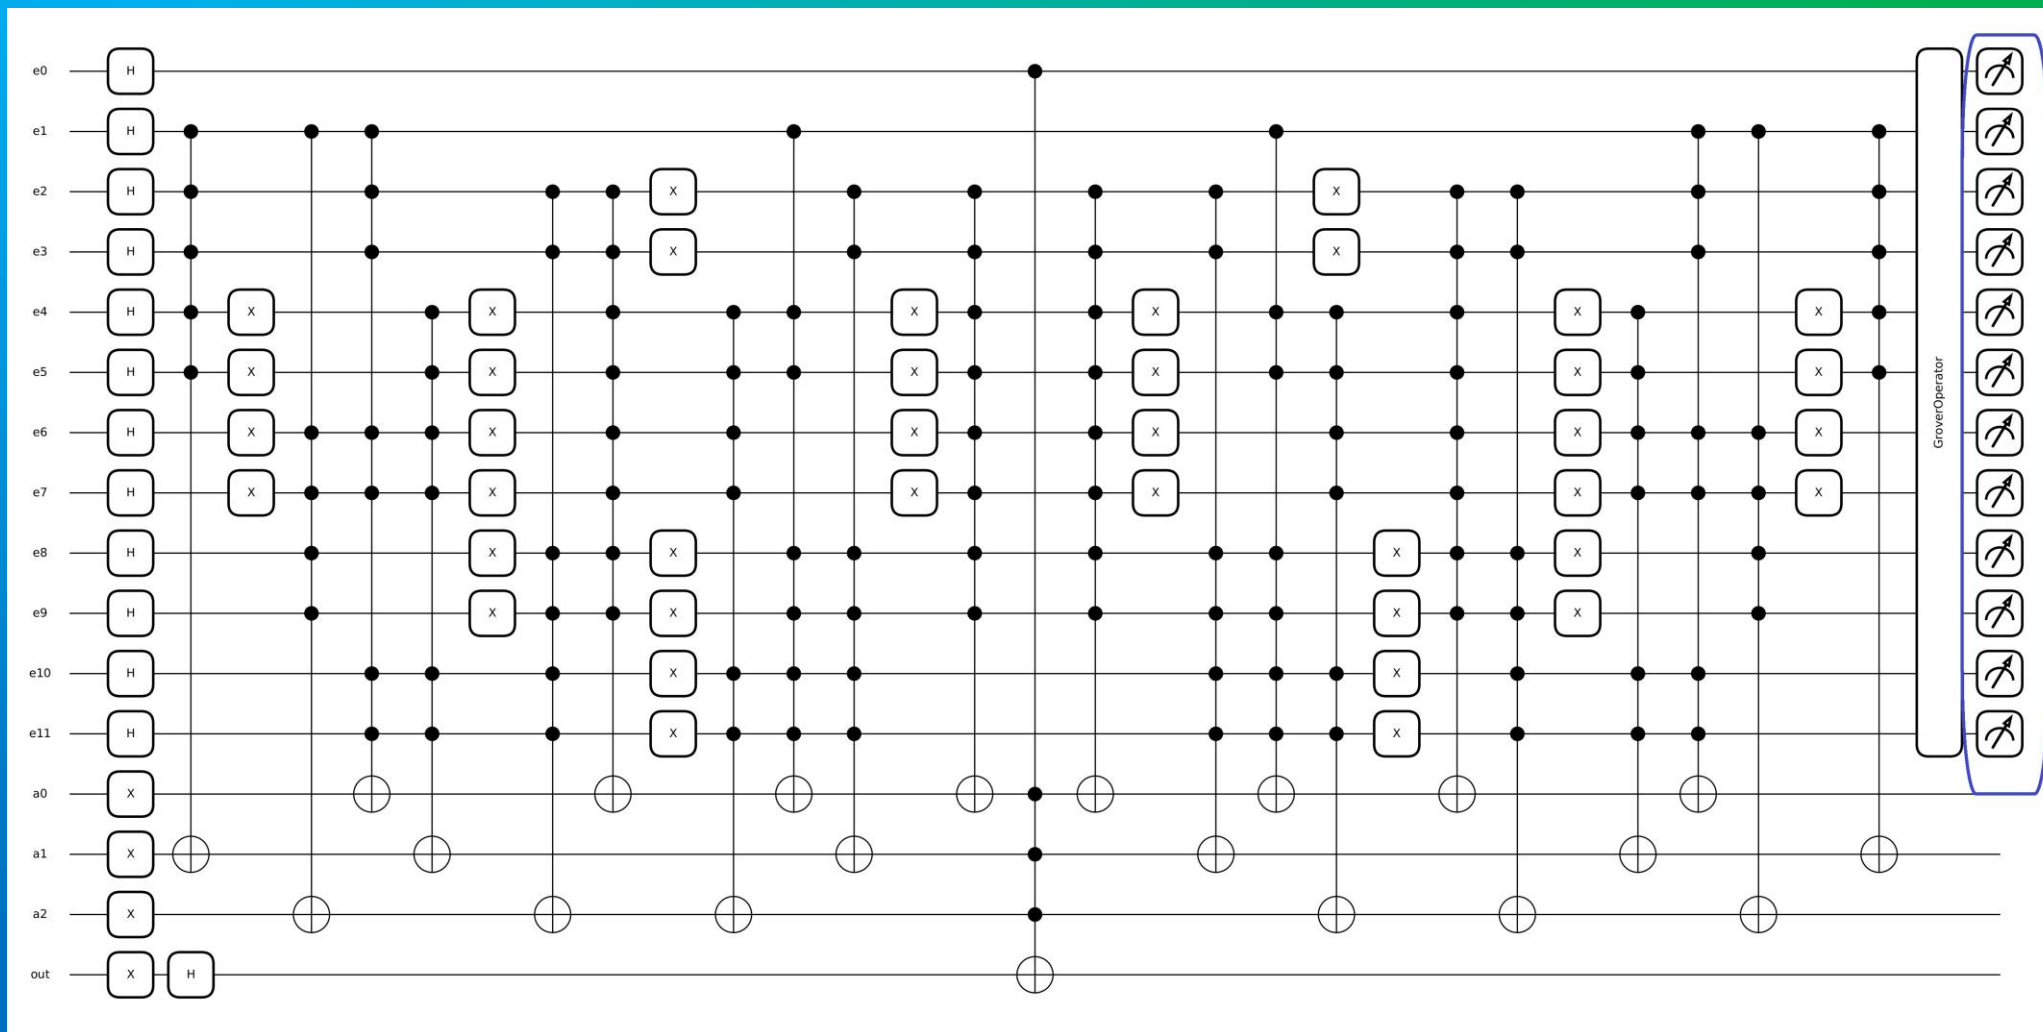 e0 H
e1 H
e2 H X X
e3 H X X
e4 H X X X X X X
e5 H X X X X X X
e6 H X X X X X X
e7 H X X X X X X
e8 H X X X X
e9 H X X X X
e10 H X X
e11 H X X
a0 X
a1 X
a2 X
out X H
GroverOperator